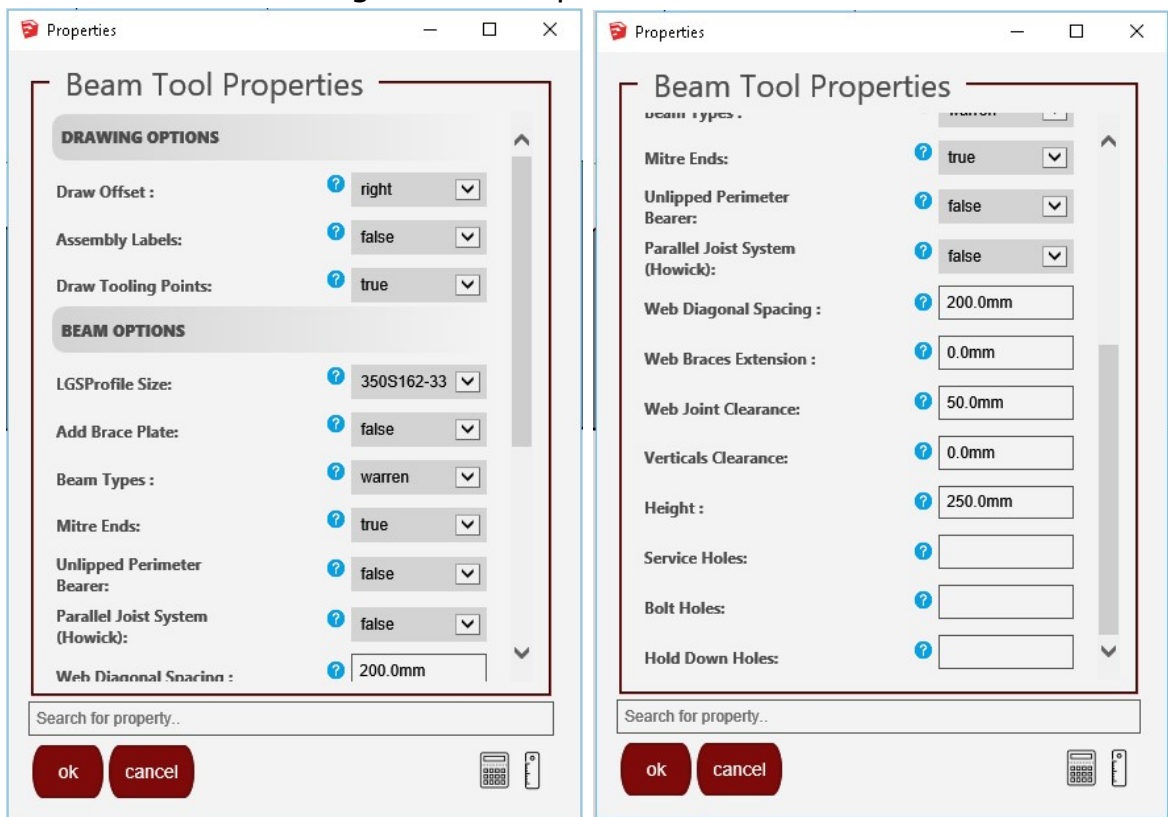 Properties
Beam Tool Properties
DRAWING OPTIONS
Draw Offset : right
Assembly Labels: false
Draw Tooling Points: true
BEAM OPTIONS
LGSProfile Size: 350S162-33
Add Brace Plate: false
Beam Types : warren
Mitre Ends: true
Unlipped Perimeter
Bearer: false
Parallel Joist System
(Howick): false
Web Diagonal Spacing : 200.0mm
Search for property..
ok cancel
Properties
Beam Tool Properties
Beam Types : warren
Mitre Ends: true
Unlipped Perimeter
Bearer: false
Parallel Joist System
(Howick): false
Web Diagonal Spacing : 200.0mm
Web Braces Extension : 0.0mm
Web Joint Clearance: 50.0mm
Verticals Clearance: 0.0mm
Height : 250.0mm
Service Holes:
Bolt Holes:
Hold Down Holes:
Search for property..
ok cancel